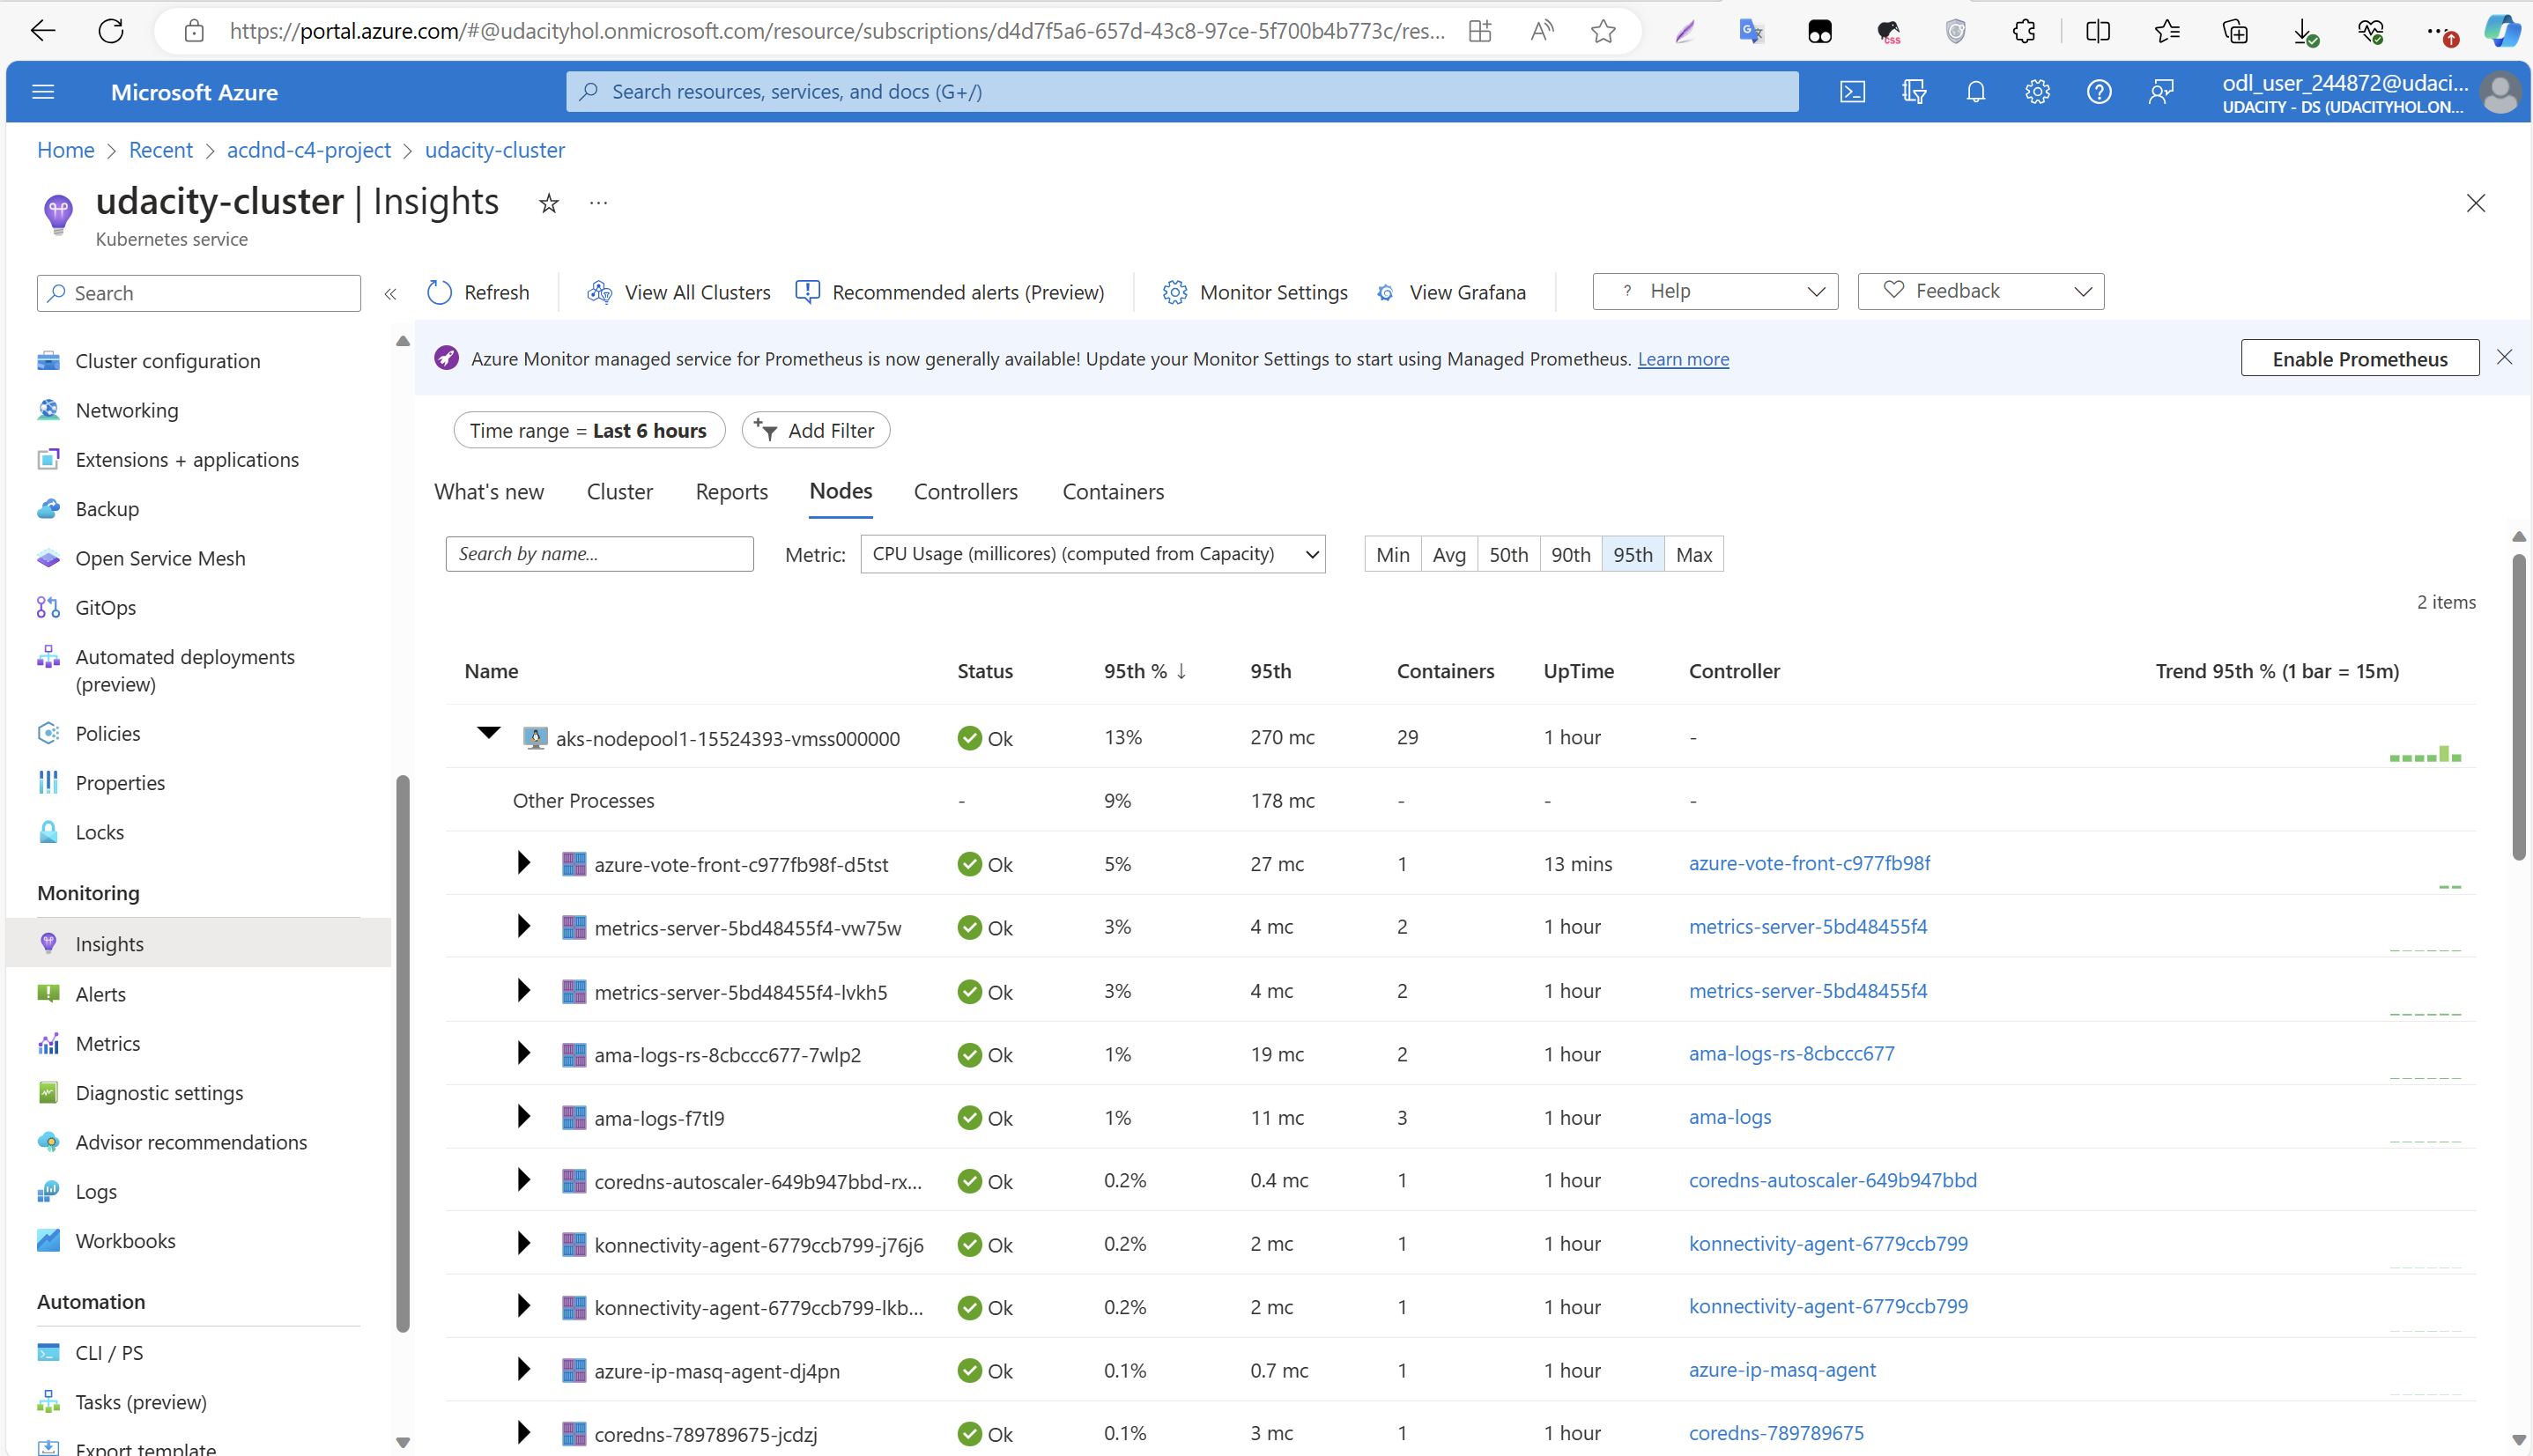 https://portal.azure.com/#@udacityhol.onmicrosoft.com/resource/subscriptions/d4d7f5a6-657d-43c8-97ce-5f700b4b773c/res...
Microsoft Azure
Search resources, services, and docs (G+/)
odl_user_244872@udaci...
UDACITY - DS (UDACITYHOL.ON...
Home > Recent > acdnd-c4-project > udacity-cluster
udacity-cluster | Insights
Kubernetes service
Search
Refresh
View All Clusters
Recommended alerts (Preview)
Monitor Settings
View Grafana
? Help
Feedback
Azure Monitor managed service for Prometheus is now generally available! Update your Monitor Settings to start using Managed Prometheus. Learn more
Enable Prometheus
Cluster configuration
Networking
Extensions + applications
Backup
Open Service Mesh
GitOps
Automated deployments
(preview)
Policies
Properties
Locks
Monitoring
Insights
Alerts
Metrics
Diagnostic settings
Advisor recommendations
Logs
Workbooks
Automation
CLI / PS
Tasks (preview)
Export template
Time range = Last 6 hours
Add Filter
What's new Cluster Reports Nodes Controllers Containers
Search by name...
Metric: CPU Usage (millicores) (computed from Capacity)
Min Avg 50th 90th 95th Max
2 items
Name Status 95th % ↓ 95th Containers UpTime Controller Trend 95th % (1 bar = 15m)
aks-nodepool1-15524393-vmss000000 Ok 13% 270 mc 29 1 hour -
Other Processes - 9% 178 mc - - -
azure-vote-front-c977fb98f-d5tst Ok 5% 27 mc 1 13 mins azure-vote-front-c977fb98f
metrics-server-5bd48455f4-vw75w Ok 3% 4 mc 2 1 hour metrics-server-5bd48455f4
metrics-server-5bd48455f4-lvkh5 Ok 3% 4 mc 2 1 hour metrics-server-5bd48455f4
ama-logs-rs-8cbccc677-7wlp2 Ok 1% 19 mc 2 1 hour ama-logs-rs-8cbccc677
ama-logs-f7tl9 Ok 1% 11 mc 3 1 hour ama-logs
coredns-autoscaler-649b947bbd-rx... Ok 0.2% 0.4 mc 1 1 hour coredns-autoscaler-649b947bbd
konnectivity-agent-6779ccb799-j76j6 Ok 0.2% 2 mc 1 1 hour konnectivity-agent-6779ccb799
konnectivity-agent-6779ccb799-lkb... Ok 0.2% 2 mc 1 1 hour konnectivity-agent-6779ccb799
azure-ip-masq-agent-dj4pn Ok 0.1% 0.7 mc 1 1 hour azure-ip-masq-agent
coredns-789789675-jcdzj Ok 0.1% 3 mc 1 1 hour coredns-789789675